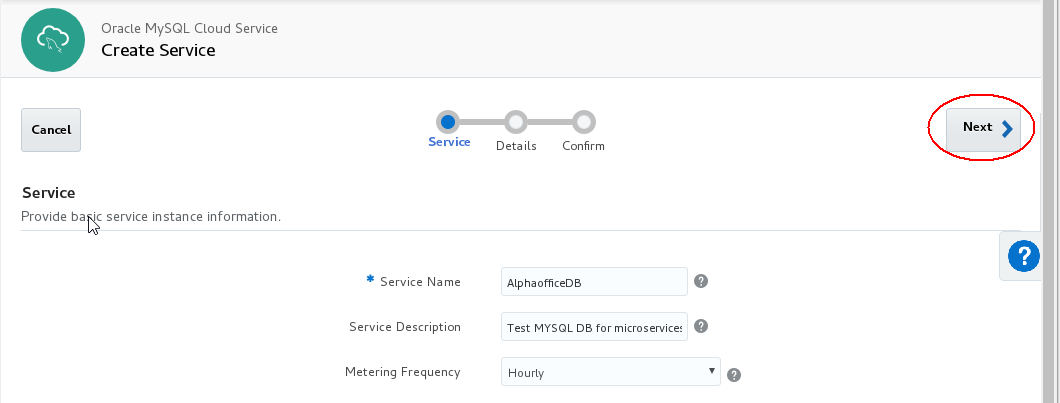 Oracle MySQL Cloud Service
Create Service
Cancel
Service
Details
Confirm
Next
Service
Provide basic service instance information.
?
* Service Name
AlphaofficeDB
?
Service Description
Test MYSQL DB for microservices
?
Metering Frequency
Hourly
?